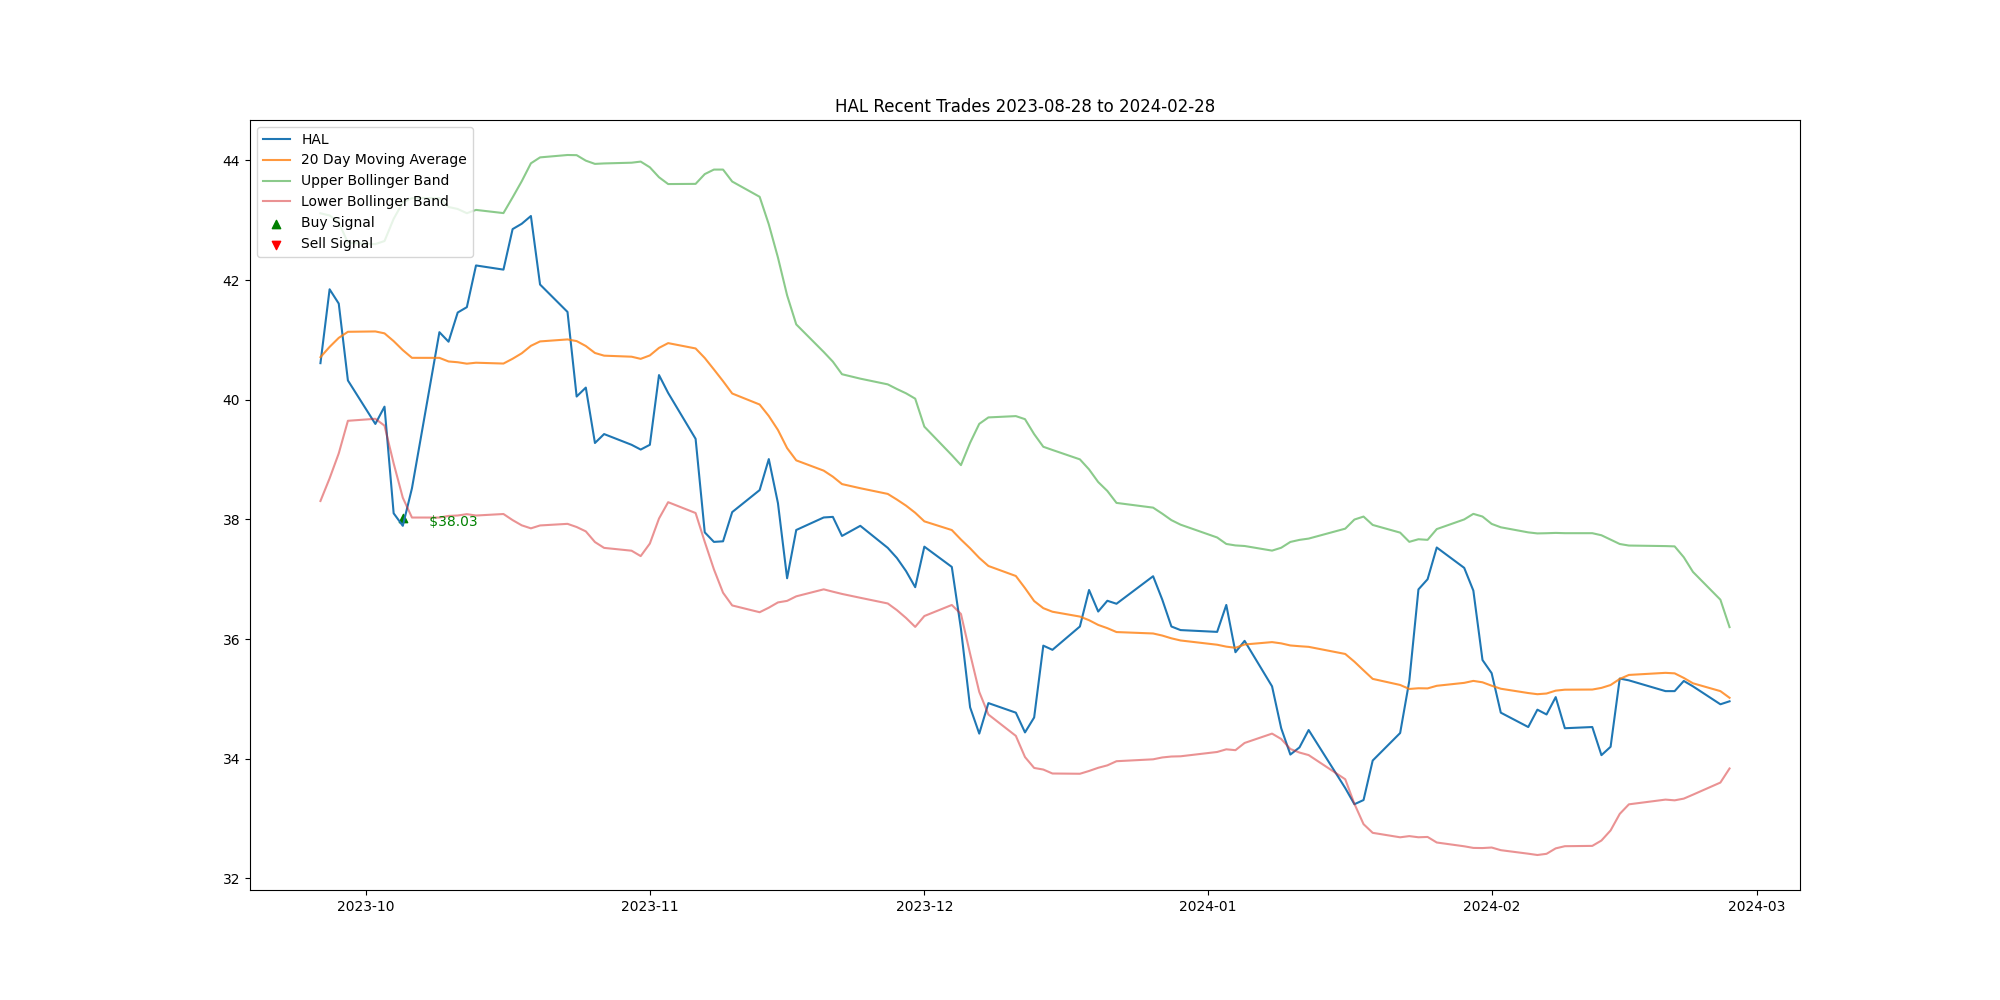 HAL Recent Trades 2023-08-28 to 2024-02-28
HAL
20 Day Moving Average
Upper Bollinger Band
Lower Bollinger Band
Buy Signal
Sell Signal
44
42
40
38
36
34
32
$38.03
2023-10
2023-11
2023-12
2024-01
2024-02
2024-03